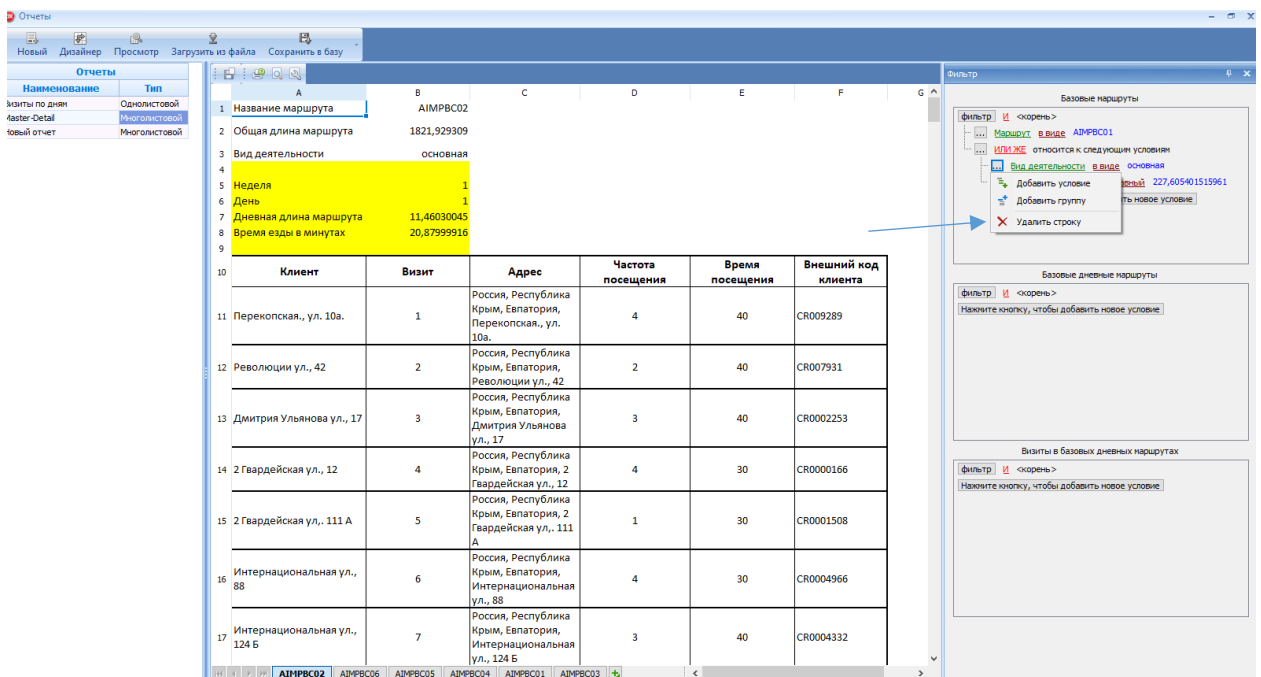 Отчеты
Новый Дизайнер Просмотр Загрузить из файла Сохранить в базу
Отчеты
Наименование Тип
Визиты по дням Однолистовой
Master-Detail Многолистовой
Новый отчет Многолистовой
A B C D E F G
1 Название маршрута AIMPBC02
2 Общая длина маршрута 1821,929309
3 Вид деятельности основная
4
5 Неделя 1
6 День 1
7 Дневная длина маршрута 11,46030045
8 Время езды в минутах 20,87999916
9
10 Клиент Визит Адрес Частота посещения Время посещения Внешний код клиента
11 Перекопская., ул. 10а. 1 Россия, Республика Крым, Евпатория, Перекопская., ул. 10а. 4 40 CR009289
12 Революции ул., 42 2 Россия, Республика Крым, Евпатория, Революции ул., 42 2 40 CR007931
13 Дмитрия Ульянова ул., 17 3 Россия, Республика Крым, Евпатория, Дмитрия Ульянова ул., 17 3 40 CR0002253
14 2 Гвардейская ул., 12 4 Россия, Республика Крым, Евпатория, 2 Гвардейская ул., 12 4 30 CR0000166
15 2 Гвардейская ул,. 111 А 5 Россия, Республика Крым, Евпатория, 2 Гвардейская ул,. 111 А 1 30 CR0001508
16 Интернациональная ул., 88 6 Россия, Республика Крым, Евпатория, Интернациональная ул., 88 4 30 CR0004966
17 Интернациональная ул., 124 Б 7 Россия, Республика Крым, Евпатория, Интернациональная ул., 124 Б 3 40 CR0004332
AIMPBC02 AIMPBC06 AIMPBC05 AIMPBC04 AIMPBC01 AIMPBC03
Фильтр
Базовые маршруты
фильтр И <корень>
... Маршрут в виде AIMPBC01
... ИЛИ ЖЕ относится к следующим условиям
... Вид деятельности в виде основная
227,605401515961
новое условие
Добавить условие
Добавить группу
Удалить строку
Базовые дневные маршруты
фильтр И <корень>
Нажмите кнопку, чтобы добавить новое условие
Визиты в базовых дневных маршрутах
фильтр И <корень>
Нажмите кнопку, чтобы добавить новое условие